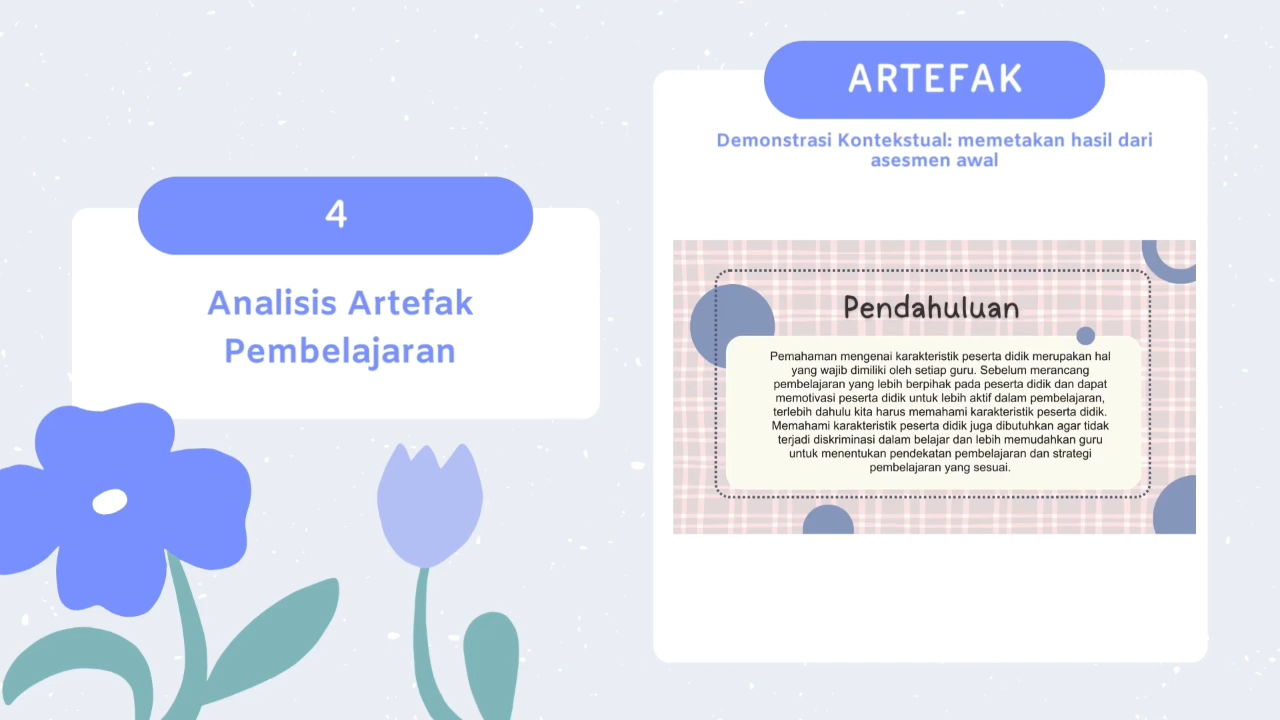 4
Analisis Artefak
Pembelajaran
ARTEFAK
Demonstrasi Kontekstual: memetakan hasil dari
asesmen awal
Pendahuluan
Pemahaman mengenai karakteristik peserta didik merupakan hal
yang wajib dimiliki oleh setiap guru. Sebelum merancang
pembelajaran yang lebih berpihak pada peserta didik dan dapat
memotivasi peserta didik untuk lebih aktif dalam pembelajaran,
terlebih dahulu kita harus memahami karakteristik peserta didik.
Memahami karakteristik peserta didik juga dibutuhkan agar tidak
terjadi diskriminasi dalam belajar dan lebih memudahkan guru
untuk menentukan pendekatan pembelajaran dan strategi
pembelajaran yang sesuai.